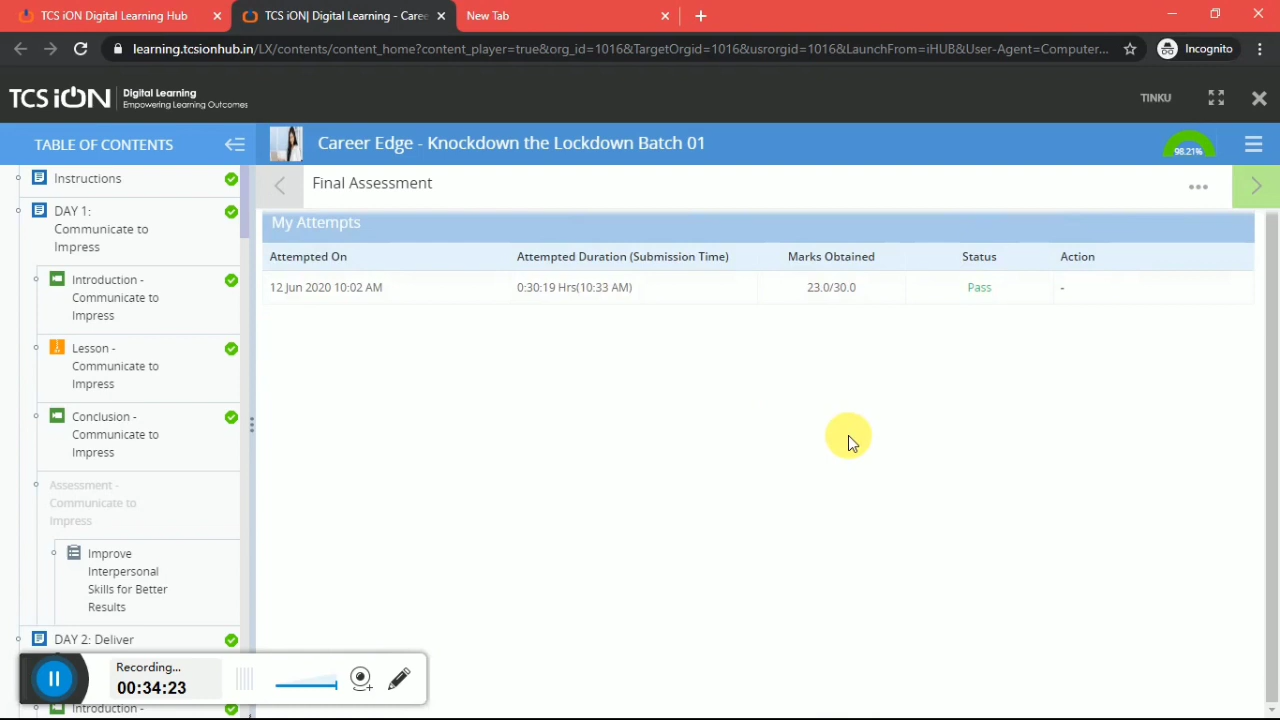 TCS iON Digital Learning Hub
TCS iON| Digital Learning - Caree
New Tab
learning.tcsionhub.in/LX/contents/content_home?content_player=true&org_id=1016&TargetOrgid=1016&usrorgid=1016&LaunchFrom=iHUB&User-Agent=Computer...
Incognito
TCS iON
Digital Learning
Empowering Learning Outcomes
TINKU
TABLE OF CONTENTS
Career Edge - Knockdown the Lockdown Batch 01
98.21%
Instructions
DAY 1:
Communicate to
Impress
Introduction -
Communicate to
Impress
Lesson -
Communicate to
Impress
Conclusion -
Communicate to
Impress
Assessment -
Communicate to
Impress
Improve
Interpersonal
Skills for Better
Results
DAY 2: Deliver
Introduction -
Final Assessment
My Attempts
Attempted On Attempted Duration (Submission Time) Marks Obtained Status Action
12 Jun 2020 10:02 AM 0:30:19 Hrs(10:33 AM) 23.0/30.0 Pass -
Recording...
00:34:23